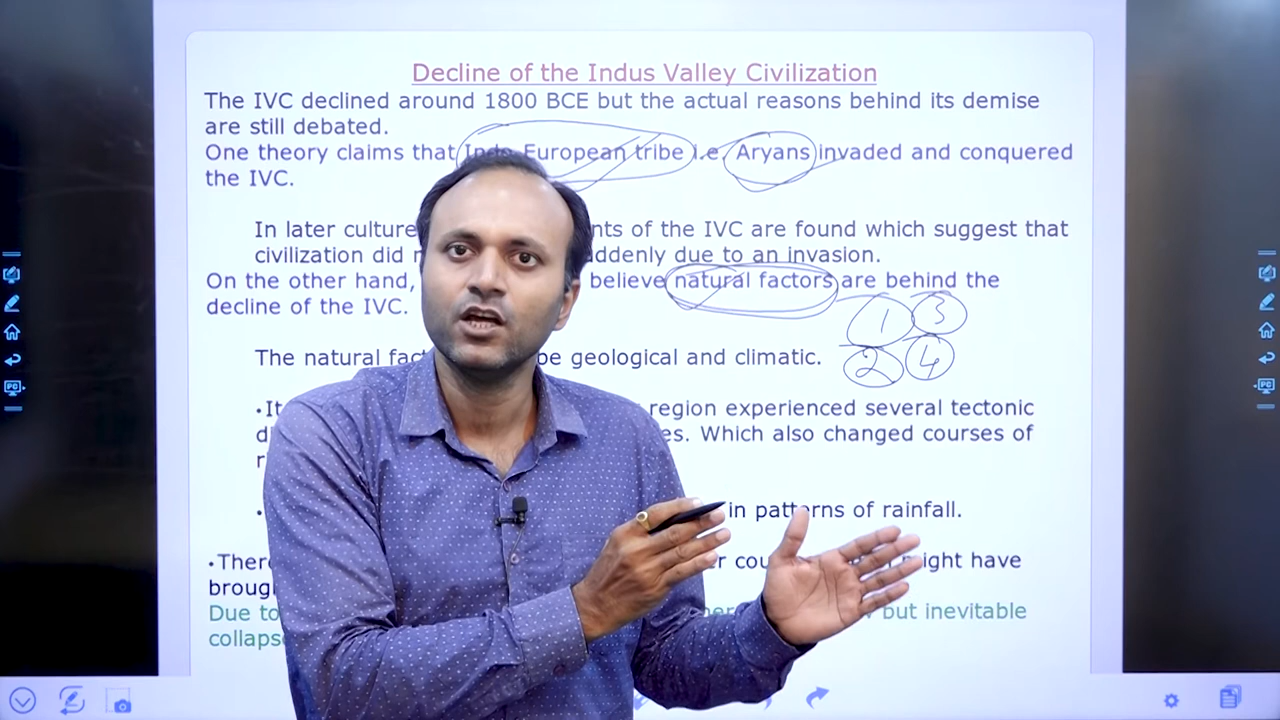 Decline of the Indus Valley Civilization
The IVC declined around 1800 BCE but the actual reasons behind its demise
are still debated.
One theory claims that Indo-European tribe i.e. Aryans invaded and conquered
the IVC.
In later culture nts of the IVC are found which suggest that
civilization did ddenly due to an invasion.
On the other hand, believe natural factors are behind the
decline of the IVC.
1 3
The natural fac be geological and climatic.
2 4
•It region experienced several tectonic
es. Which also changed courses of
in patterns of rainfall.
•There might have
broug
Due to but inevitable
collaps
PC
PC